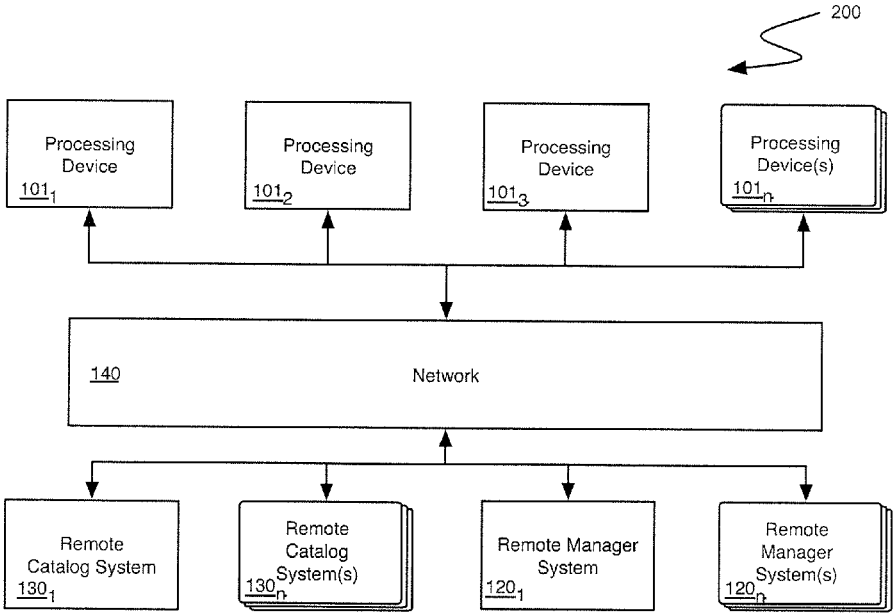 200
Processing
Device
101₁
Processing
Device
101₂
Processing
Device
101₃
Processing
Device(s)
101ₙ
140
Network
Remote
Catalog System
130₁
Remote
Catalog
System(s)
130ₙ
Remote Manager
System
120₁
Remote
Manager
System(s)
120ₙ